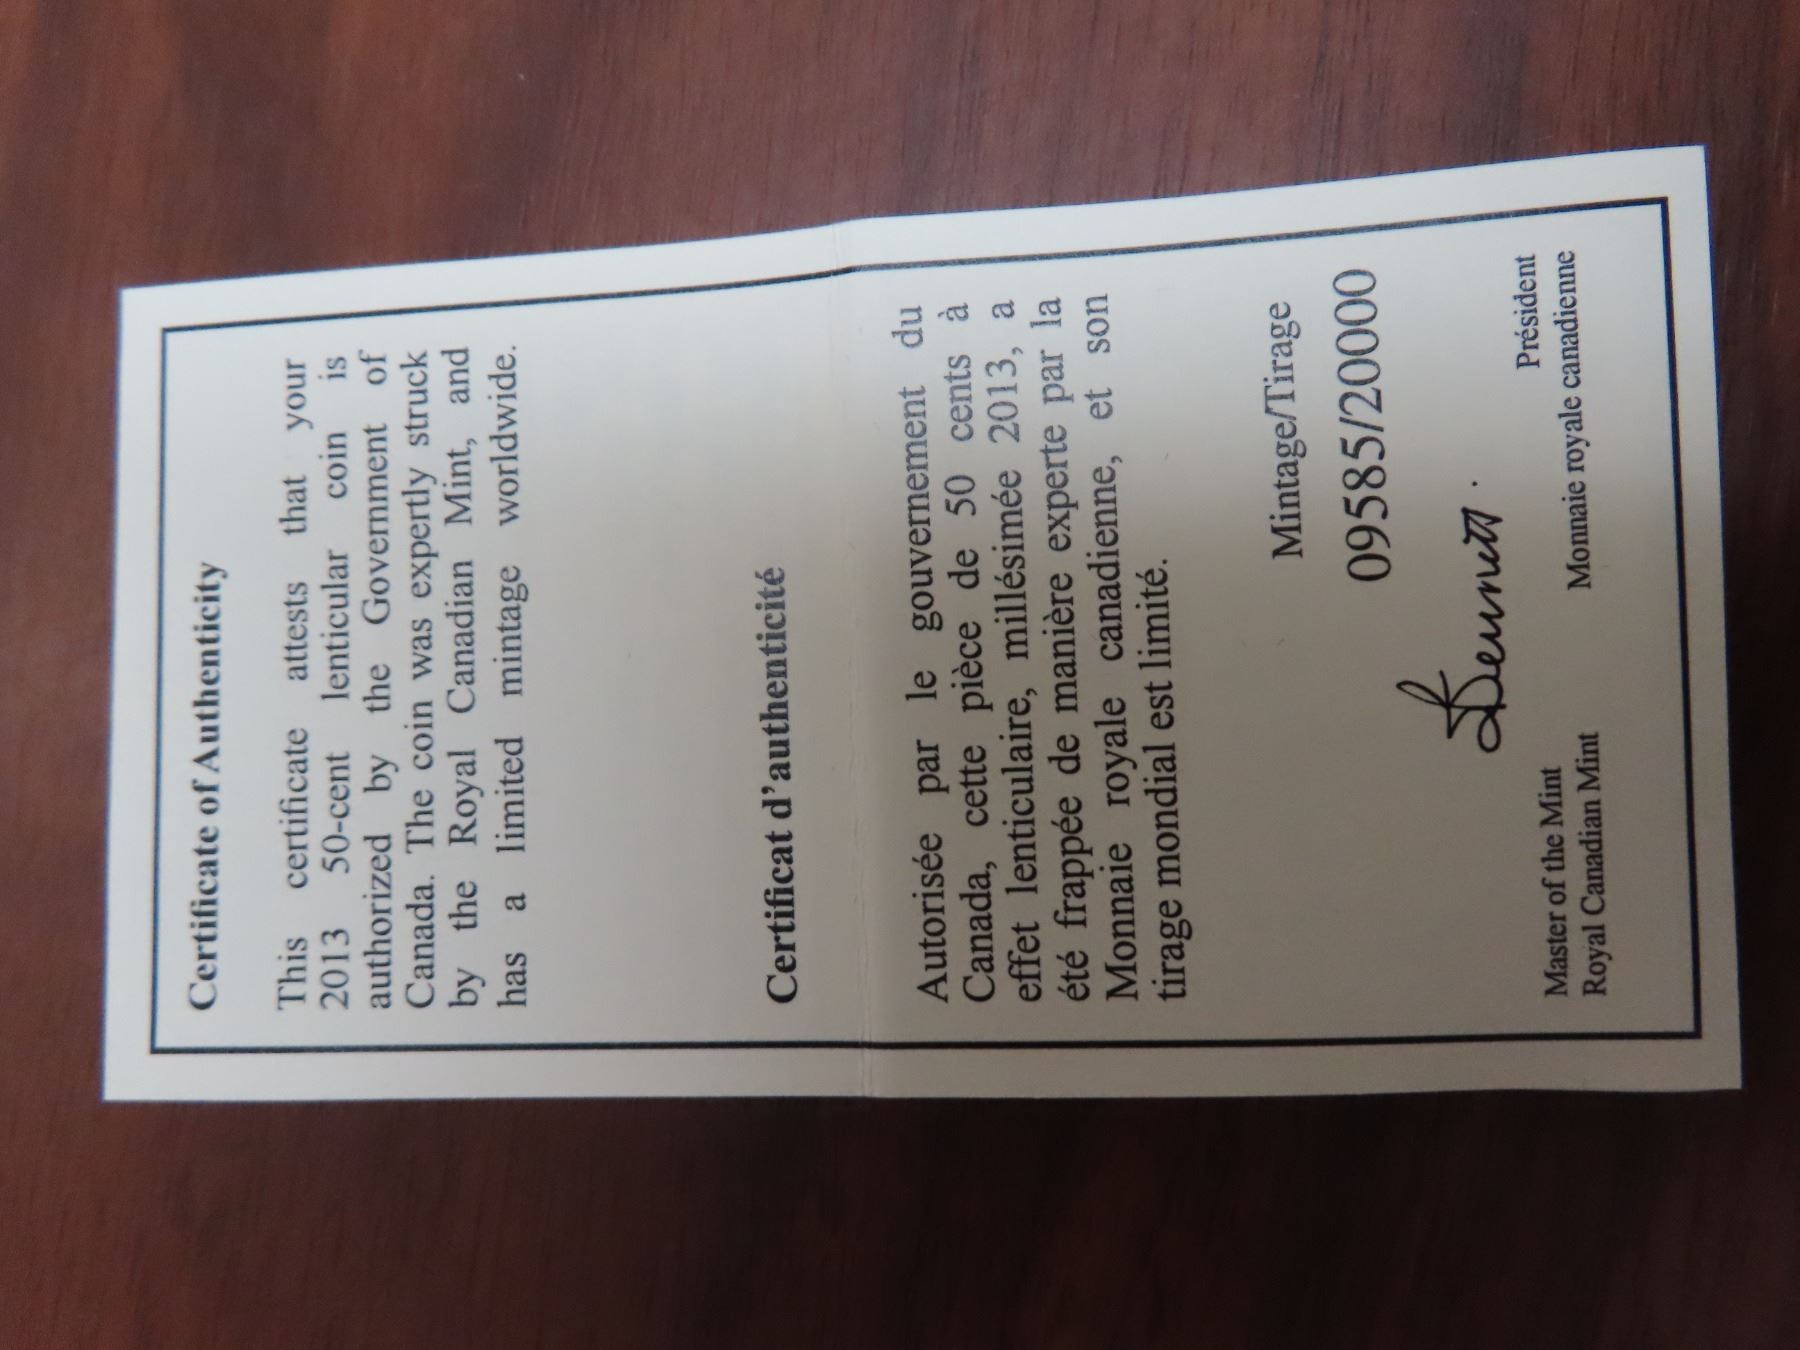 Certificate of Authenticity
This certificate attests that your
2013 50-cent lenticular coin is
authorized by the Government of
Canada. The coin was expertly struck
by the Royal Canadian Mint, and
has a limited mintage worldwide.
Certificat d'authenticité
Autorisée par le gouvernement du
Canada, cette pièce de 50 cents à
effet lenticulaire, millésimée 2013, a
été frappée de manière experte par la
Monnaie royale canadienne, et son
tirage mondial est limité.
Mintage/Tirage
09585/20000
Master of the Mint
Royal Canadian Mint
Président
Monnaie royale canadienne